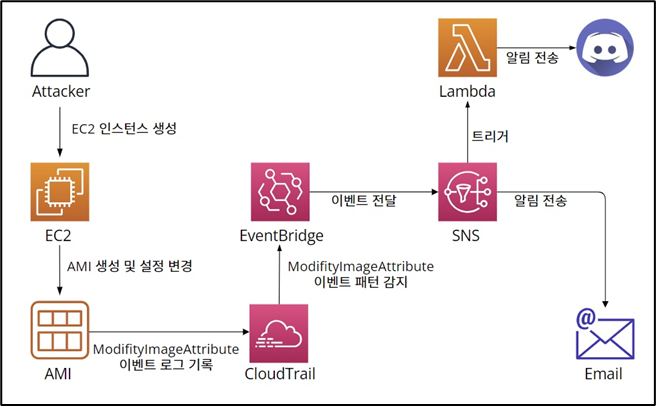 Attacker
EC2 인스턴스 생성
EC2
AMI 생성 및 설정 변경
AMI
ModifityImageAttribute
이벤트 로그 기록
CloudTrail
ModifityImageAttribute
이벤트 패턴 감지
EventBridge
이벤트 전달
SNS
트리거
Lambda
알림 전송
알림 전송
@
Email